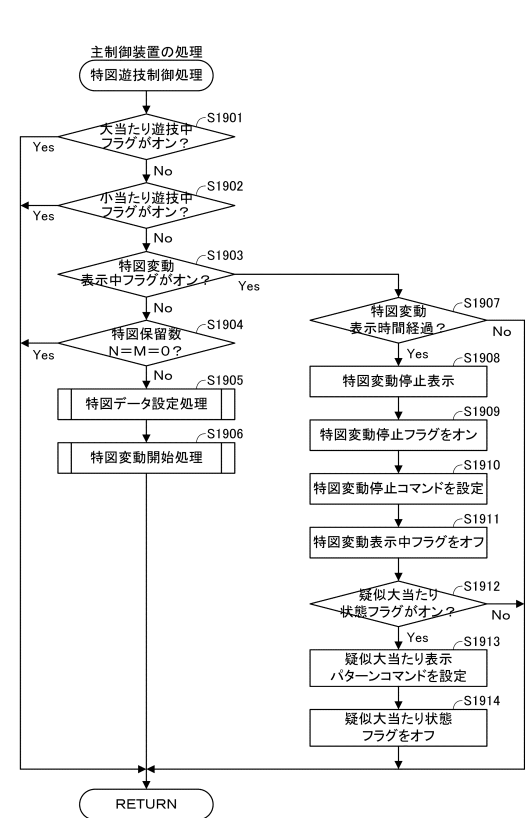 主制御装置の処理
特図遊技制御処理
S1901
大当たり遊技中
フラグがオン？
Yes
No
S1902
小当たり遊技中
フラグがオン？
Yes
No
S1903
特図変動
表示中フラグがオン？
Yes
No
S1904
特図保留数
N＝M＝0？
Yes
No
S1905
特図データ設定処理
S1906
特図変動開始処理
S1907
特図変動
表示時間経過？
No
Yes
S1908
特図変動停止表示
S1909
特図変動停止フラグをオン
S1910
特図変動停止コマンドを設定
S1911
特図変動表示中フラグをオフ
S1912
疑似大当たり
状態フラグがオン？
No
Yes
S1913
疑似大当たり表示
パターンコマンドを設定
S1914
疑似大当たり状態
フラグをオフ
RETURN